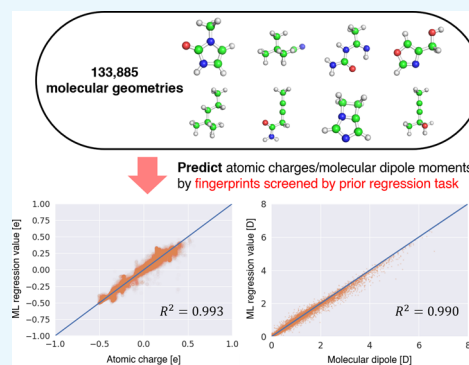 133,885
molecular geometries
Predict atomic charges/molecular dipole moments
by fingerprints screened by prior regression task
ML regression value [e]
1.00
0.75
0.50
0.25
0.00
−0.25
−0.50
−0.75
−1.00
R² = 0.993
−1.0 −0.5 0.0 0.5 1.0
Atomic charge [e]
ML regression value [D]
8
6
4
2
0
R² = 0.990
0 2 4 6 8
Molecular dipole [D]